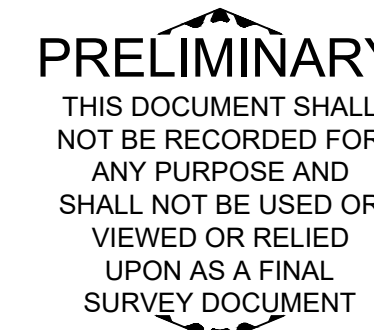 PRELIMINARY
THIS DOCUMENT SHALL
NOT BE RECORDED FOR
ANY PURPOSE AND
SHALL NOT BE USED OR
VIEWED OR RELIED
UPON AS A FINAL
SURVEY DOCUMENT